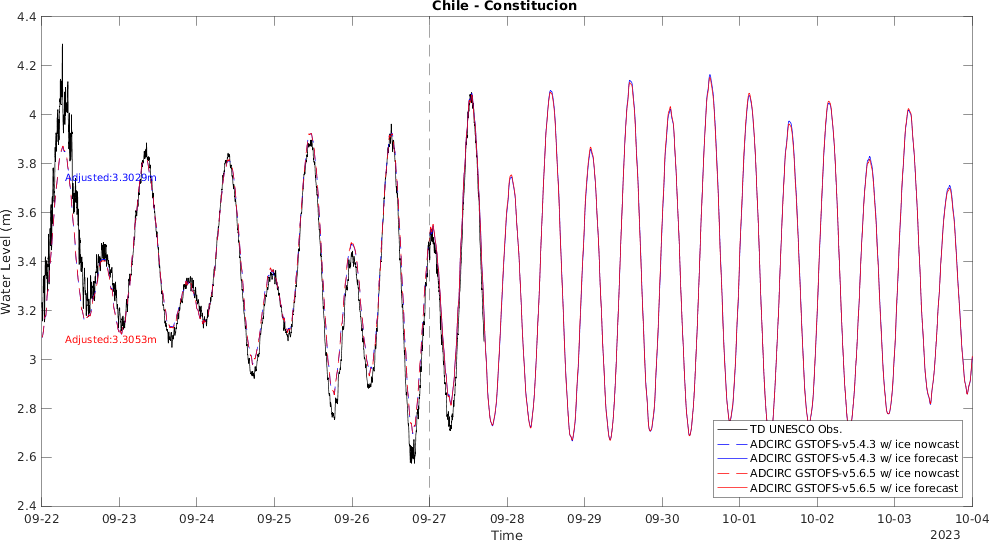 Chile - Constitucion
4.4
4.2
4
3.8
3.6
3.4
3.2
3
2.8
2.6
2.4
Water Level (m)
Adjusted:3.3029m
Adjusted:3.3053m
TD UNESCO Obs.
ADCIRC GSTOFS-v5.4.3 w/ ice nowcast
ADCIRC GSTOFS-v5.4.3 w/ ice forecast
ADCIRC GSTOFS-v5.6.5 w/ ice nowcast
ADCIRC GSTOFS-v5.6.5 w/ ice forecast
09-22 09-23 09-24 09-25 09-26 09-27 09-28 09-29 09-30 10-01 10-02 10-03 10-04
Time
2023